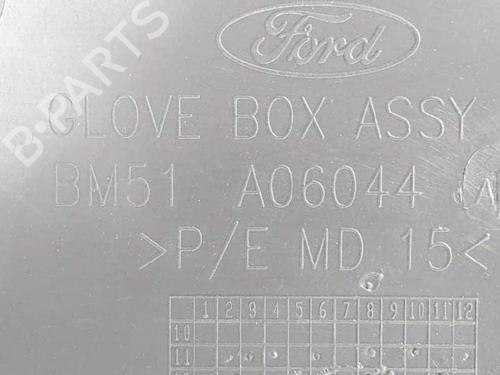 B-PARTS
Ford
GLOVE BOX ASSY
BM51 A06044 A
>P/E MD 15<
1 2 3 4 5 6 7 8 9 10 11 12
10
11